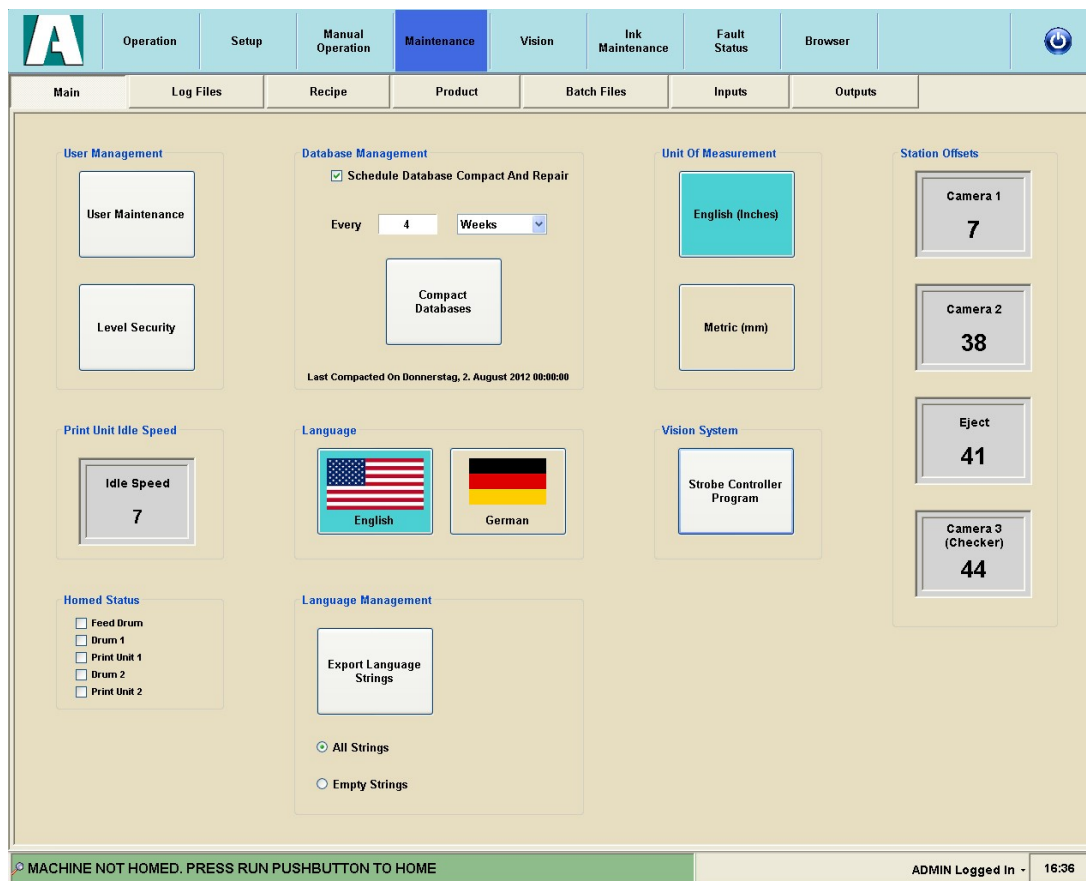 A
Operation
Setup
Manual
Operation
Maintenance
Vision
Ink
Maintenance
Fault
Status
Browser
Main
Log Files
Recipe
Product
Batch Files
Inputs
Outputs
User Management
User Maintenance
Level Security
Database Management
Schedule Database Compact And Repair
Every 4 Weeks
Compact
Databases
Last Compacted On Donnerstag, 2. August 2012 00:00:00
Unit Of Measurement
English (Inches)
Metric (mm)
Station Offsets
Camera 1
7
Camera 2
38
Eject
41
Camera 3
(Checker)
44
Print Unit Idle Speed
Idle Speed
7
Language
English
German
Vision System
Strobe Controller
Program
Homed Status
Feed Drum
Drum 1
Print Unit 1
Drum 2
Print Unit 2
Language Management
Export Language
Strings
All Strings
Empty Strings
MACHINE NOT HOMED. PRESS RUN PUSHBUTTON TO HOME
ADMIN Logged In - 16:36